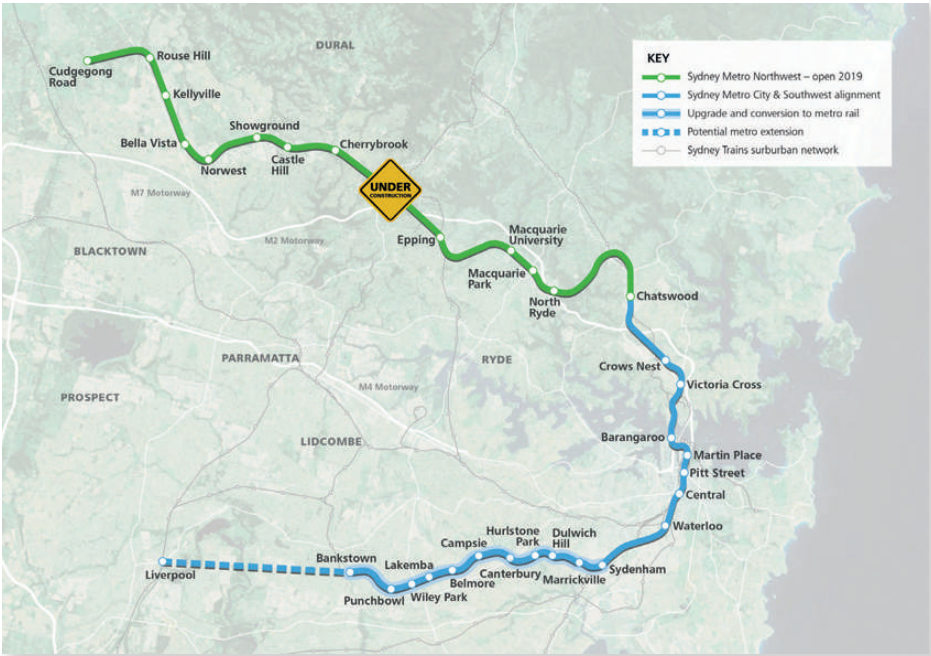 DURAL
KEY
Sydney Metro Northwest – open 2019
Sydney Metro City & Southwest alignment
Upgrade and conversion to metro rail
Potential metro extension
Sydney Trains surburban network
Cudgegong
Road
Rouse Hill
Kellyville
Bella Vista
Norwest
Showground
Castle
Hill
Cherrybrook
UNDER
CONSTRUCTION
M7 Motorway
M2 Motorway
BLACKTOWN
Epping
Macquarie
University
Macquarie
Park
North
Ryde
Chatswood
PARRAMATTA
RYDE
M4 Motorway
PROSPECT
LIDCOMBE
Crows Nest
Victoria Cross
Barangaroo
Martin Place
Pitt Street
Central
Waterloo
Sydenham
Marrickville
Dulwich
Hill
Hurlstone
Park
Canterbury
Campsie
Belmore
Lakemba
Wiley Park
Punchbowl
Bankstown
Liverpool